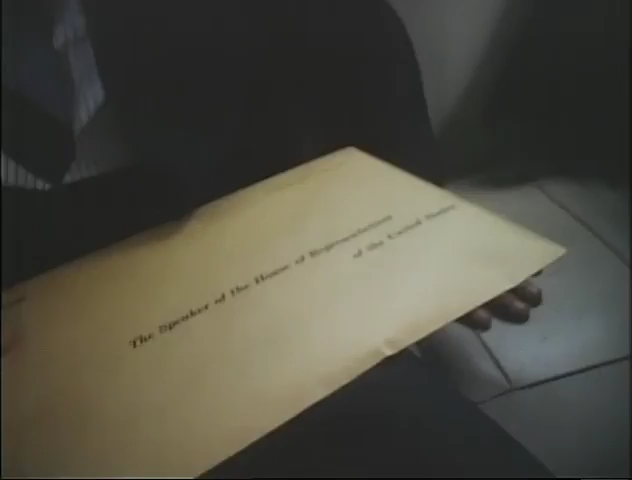 The Speaker of the House of Representatives
of the United States